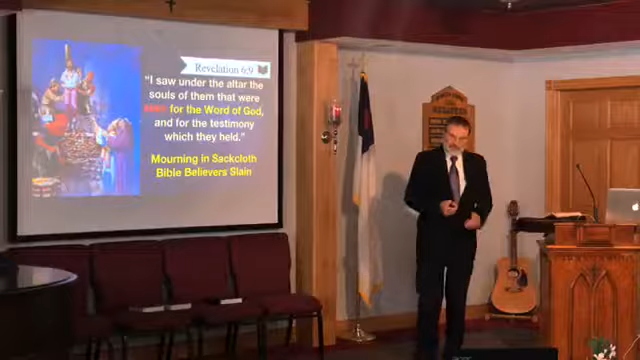 Revelation 6:9
"I saw under the altar the
souls of them that were
slain for the Word of God,
and for the testimony
which they held."
Mourning in Sackcloth
Bible Believers Slain